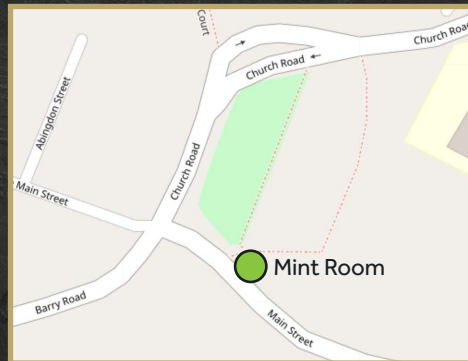 Court
Church Road
Church Road
Abingdon Street
Church Road
Main Street
Mint Room
Barry Road
Main Street